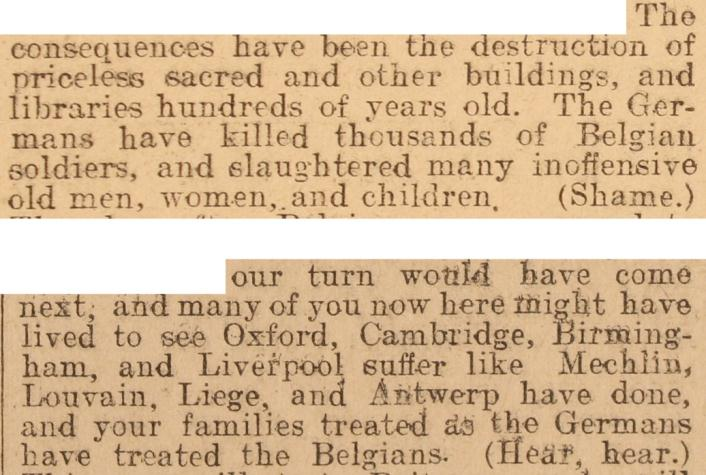 The
consequences have been the destruction of
priceless sacred and other buildings, and
libraries hundreds of years old. The Ger-
mans have killed thousands of Belgian
soldiers, and slaughtered many inoffensive
old men, women, and children. (Shame.)
our turn would have come
next, and many of you now here might have
lived to see Oxford, Cambridge, Birming-
ham, and Liverpool suffer like Mechlin,
Louvain, Liege, and Antwerp have done,
and your families treated as the Germans
have treated the Belgians. (Hear, hear.)